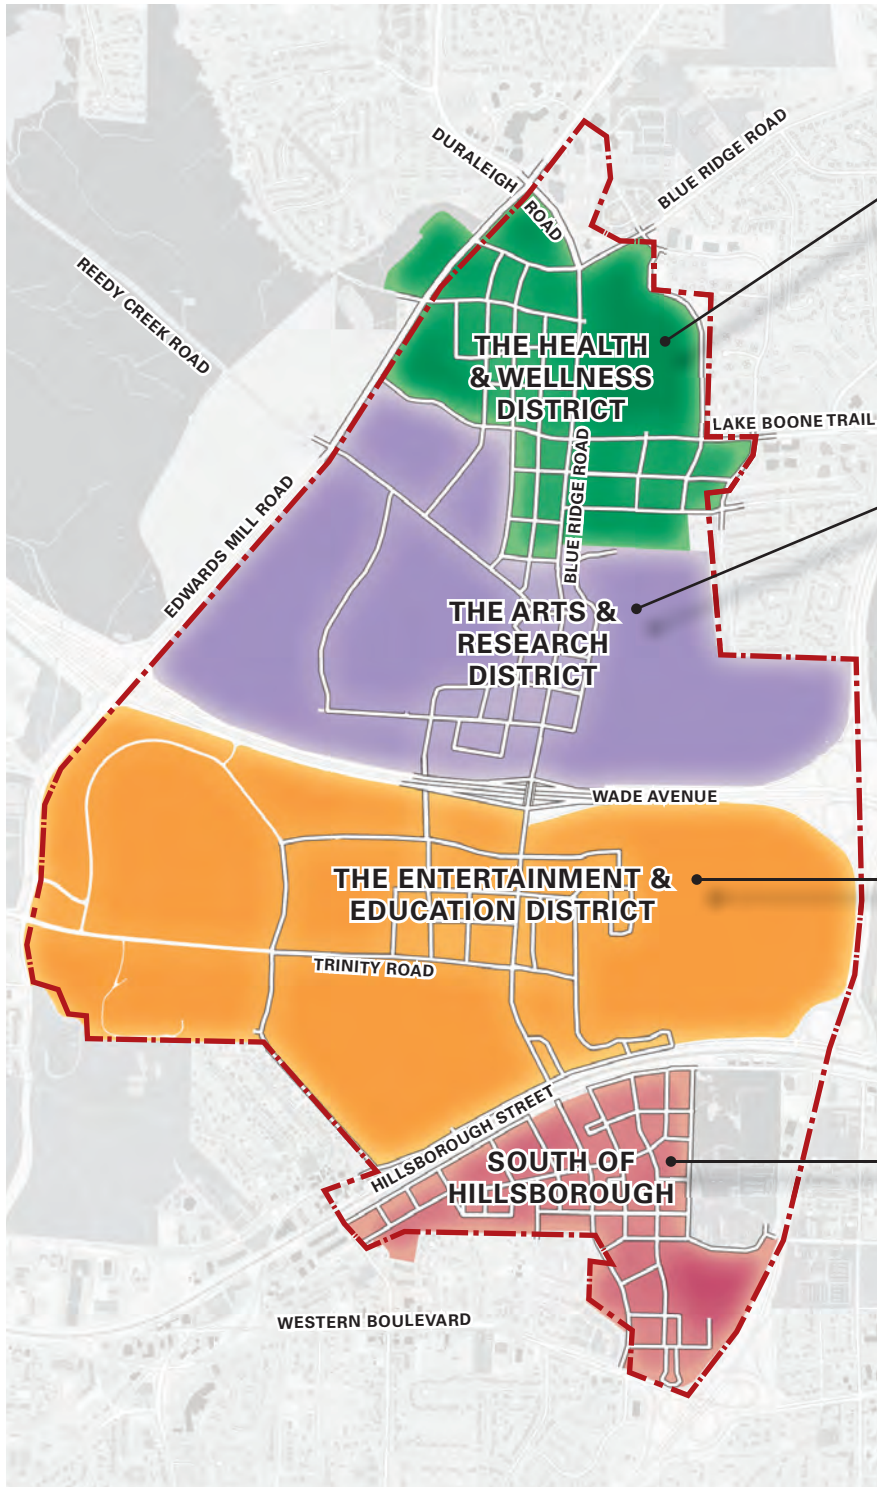 DURALEIGH
ROAD
BLUE RIDGE ROAD
REEDY CREEK ROAD
THE HEALTH
& WELLNESS
DISTRICT
LAKE BOONE TRAIL
BLUE RIDGE ROAD
EDWARDS MILL ROAD
THE ARTS &
RESEARCH
DISTRICT
WADE AVENUE
THE ENTERTAINMENT &
EDUCATION DISTRICT
TRINITY ROAD
HILLSBOROUGH STREET
SOUTH OF
HILLSBOROUGH
WESTERN BOULEVARD